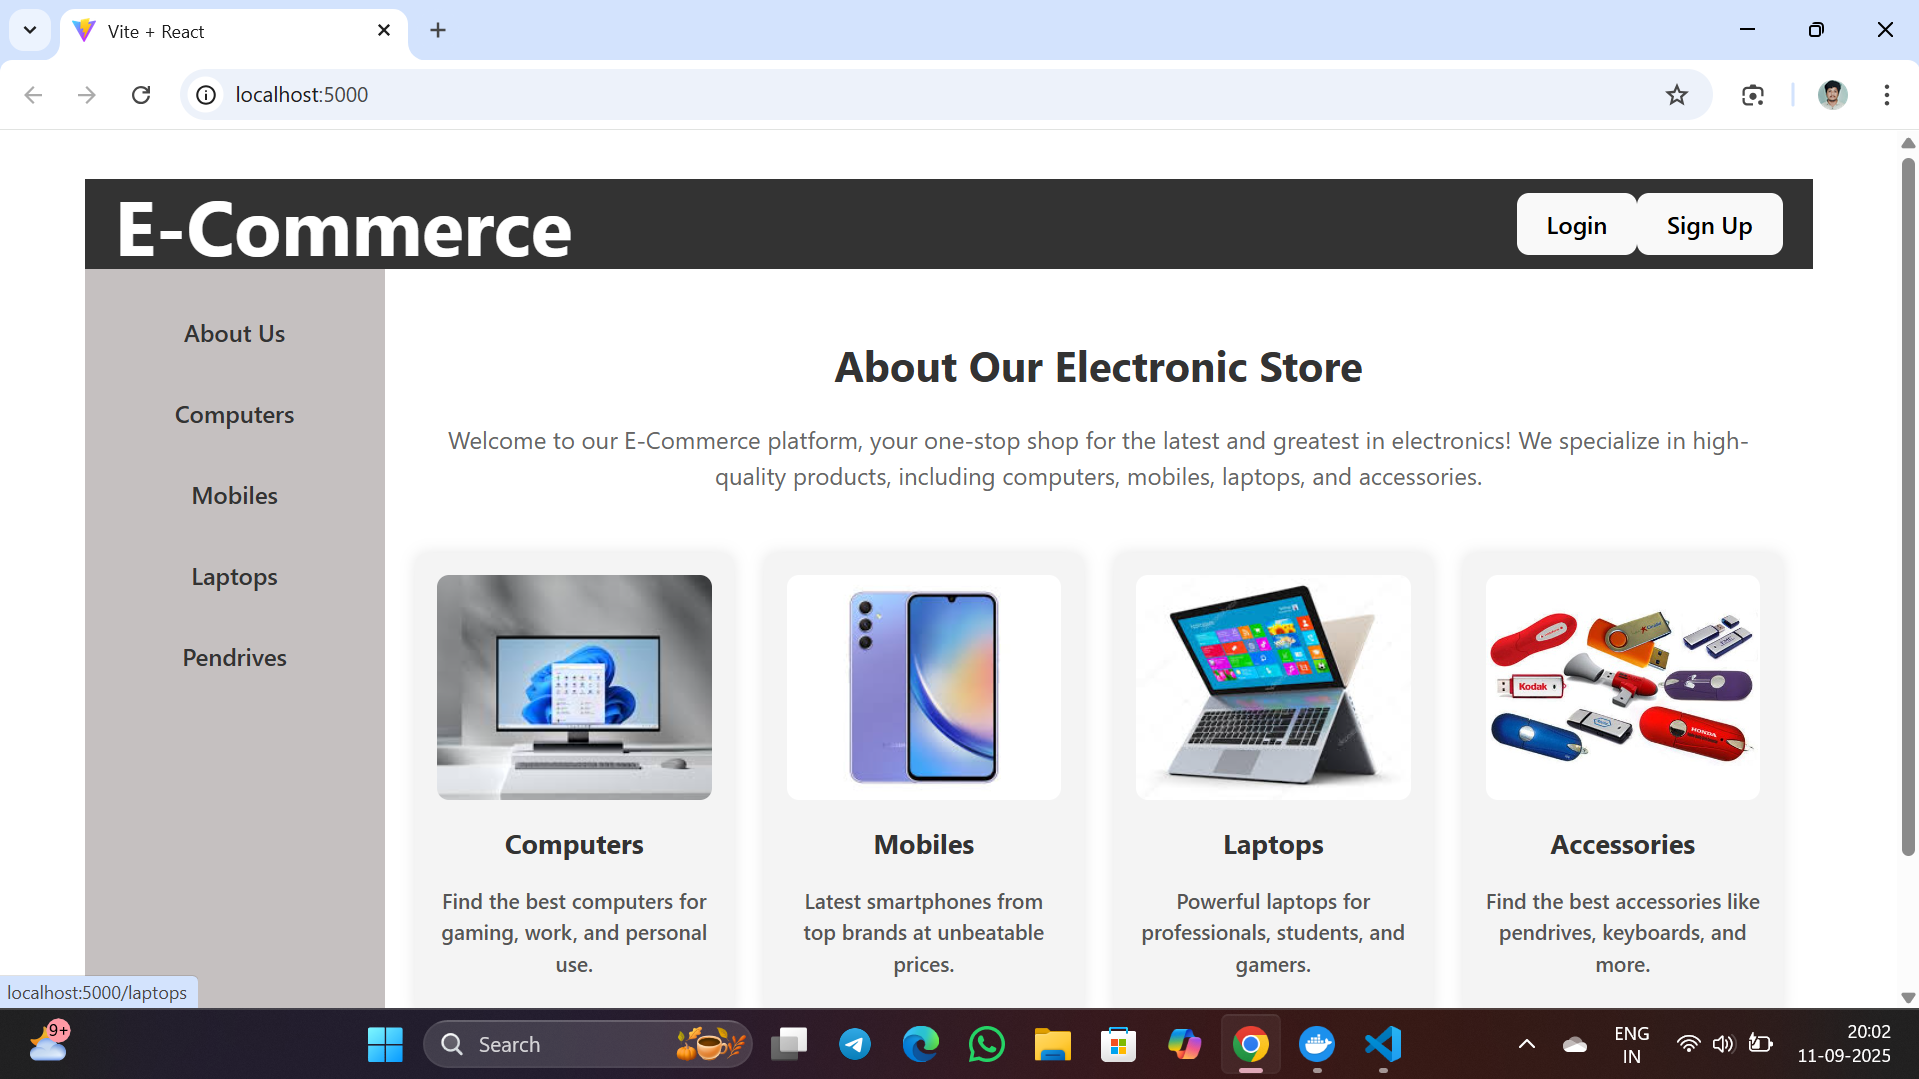 Vite + React
localhost:5000
E-Commerce
Login
Sign Up
About Us
Computers
Mobiles
Laptops
Pendrives
About Our Electronic Store
Welcome to our E-Commerce platform, your one-stop shop for the latest and greatest in electronics! We specialize in high-
quality products, including computers, mobiles, laptops, and accessories.
Kodak
HONDA
Computers
Find the best computers for
gaming, work, and personal
use.
Mobiles
Latest smartphones from
top brands at unbeatable
prices.
Laptops
Powerful laptops for
professionals, students, and
gamers.
Accessories
Find the best accessories like
pendrives, keyboards, and
more.
localhost:5000/laptops
9+
Search
ENG
IN
20:02
11-09-2025